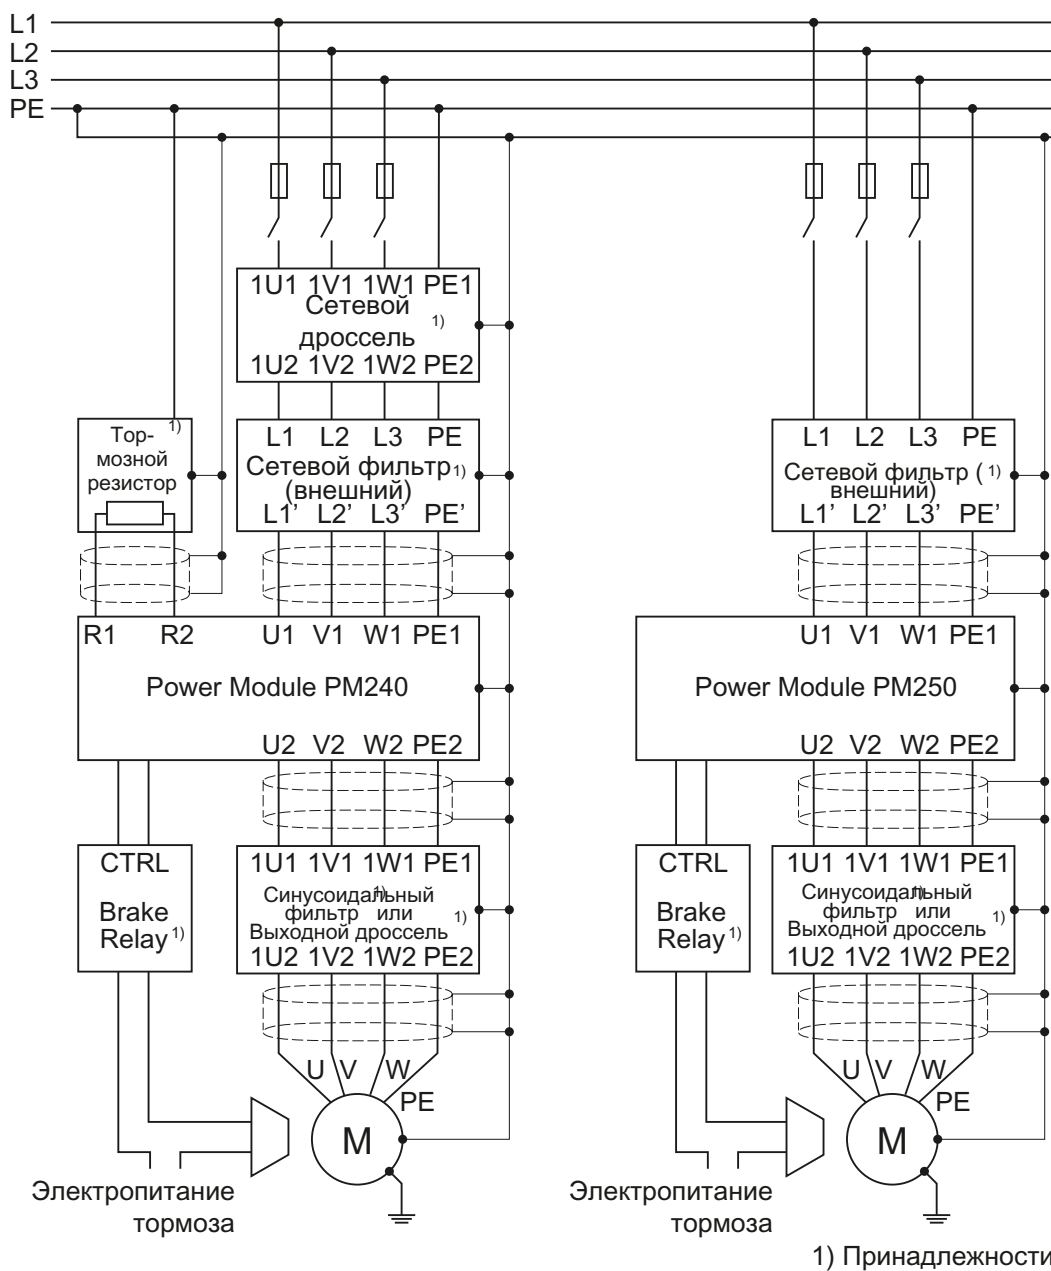 L1
L2
L3
PE
1U1 1V1 1W1 PE1
Сетевой
дроссель 1)
1U2 1V2 1W2 PE2
Тор- 1)
мозной
резистор
L1 L2 L3 PE
Сетевой фильтр 1)
(внешний)
L1’ L2’ L3’ PE’
L1 L2 L3 PE
Сетевой фильтр ( 1)
внешний)
L1’ L2’ L3’ PE’
R1 R2 U1 V1 W1 PE1
Power Module PM240
U2 V2 W2 PE2
U1 V1 W1 PE1
Power Module PM250
U2 V2 W2 PE2
CTRL
Brake
Relay 1)
1U1 1V1 1W1 PE1
Синусоидальный 1)
фильтр или
Выходной дроссель 1)
1U2 1V2 1W2 PE2
CTRL
Brake
Relay 1)
1U1 1V1 1W1 PE1
Синусоидальный 1)
фильтр или
Выходной дроссель 1)
1U2 1V2 1W2 PE2
U V W
PE
M
Электропитание
тормоза
U V W
PE
M
Электропитание
тормоза
1) Принадлежности